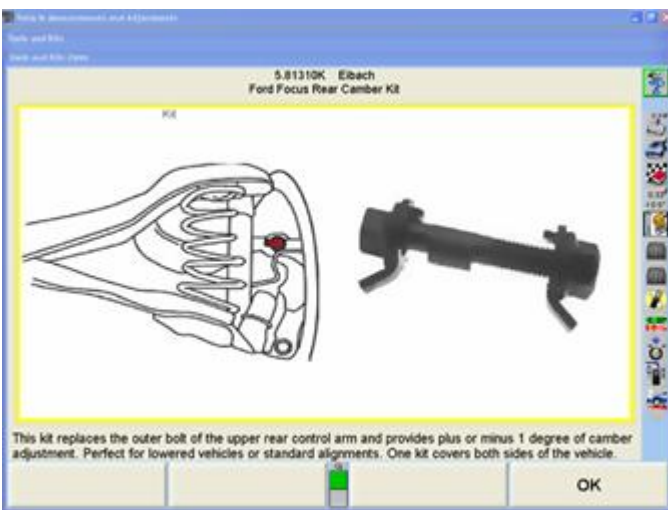 5.81310K Eibach
Ford Focus Rear Camber Kit
Kit
This kit replaces the outer bolt of the upper rear control arm and provides plus or minus 1 degree of camber
adjustment. Perfect for lowered vehicles or standard alignments. One kit covers both sides of the vehicle.
OK